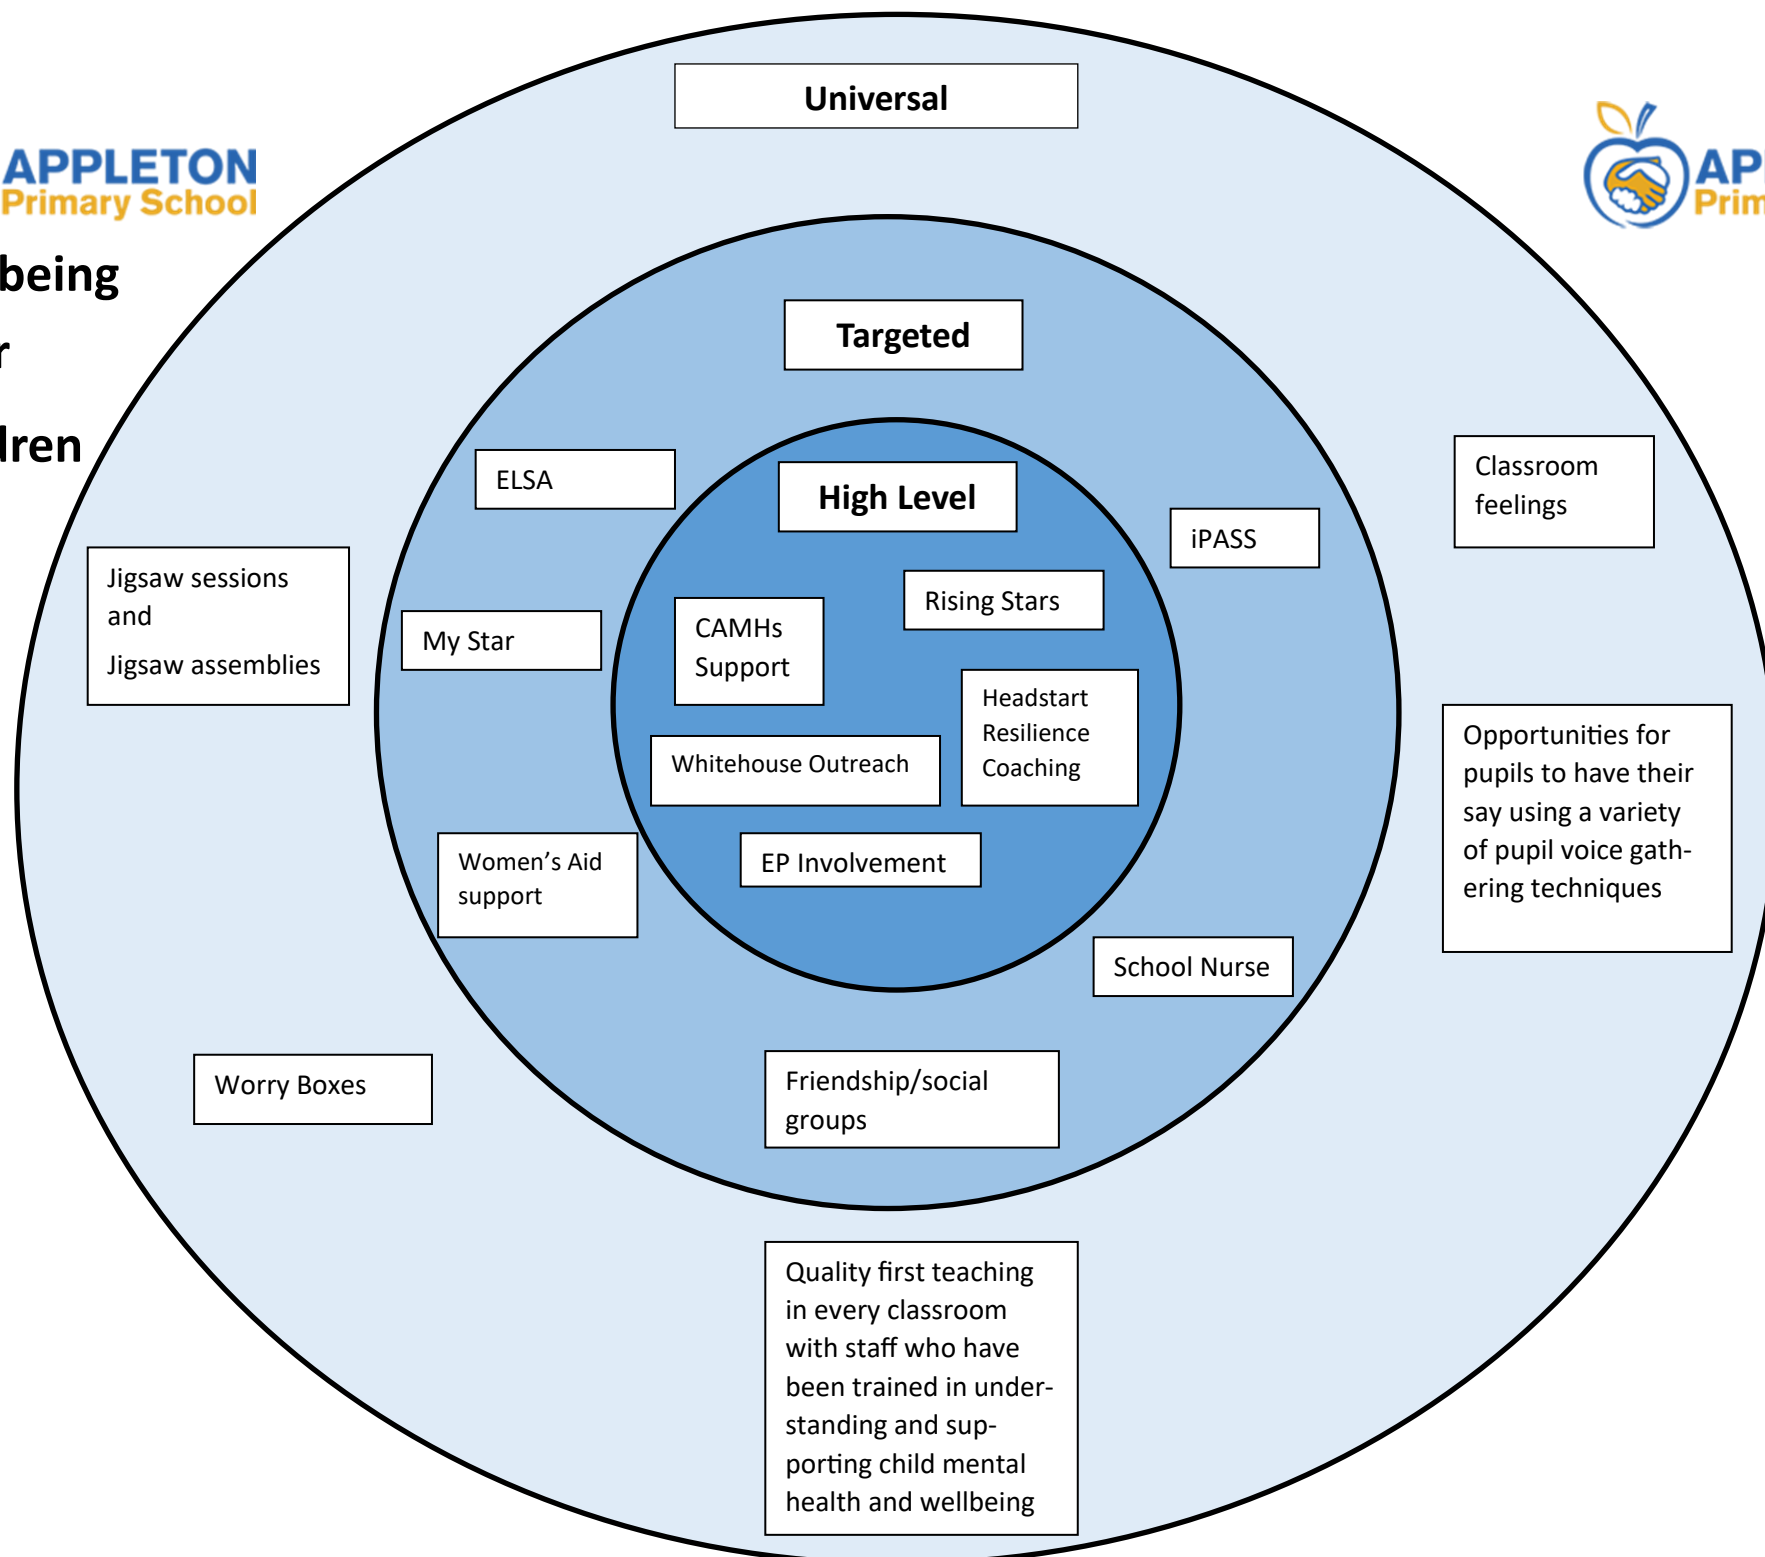 Universal
APPLETON
Primary School
being
Targeted
ELSA
High Level
Classroom
feelings
iPASS
Jigsaw sessions
and
Jigsaw assemblies
My Star
CAMHs
Support
Rising Stars
Headstart
Resilience
Coaching
Whitehouse Outreach
Opportunities for
pupils to have their
say using a variety
of pupil voice gath-
ering techniques
Women’s Aid
support
EP Involvement
School Nurse
Worry Boxes
Friendship/social
groups
Quality first teaching
in every classroom
with staff who have
been trained in under-
standing and sup-
porting child mental
health and wellbeing